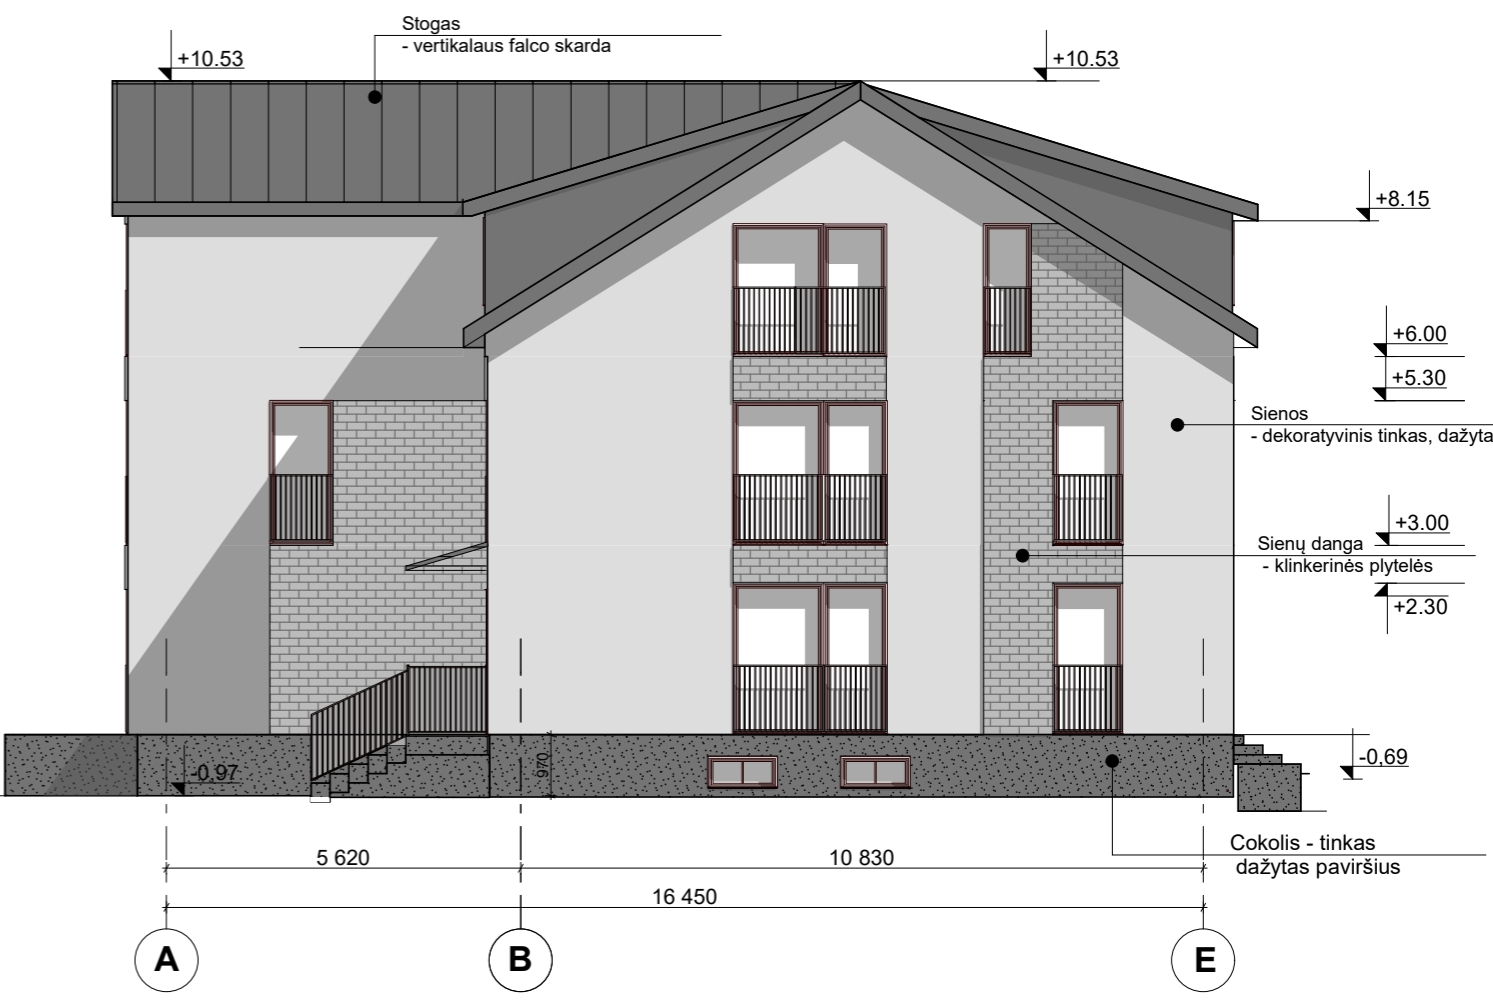 Stogas
- vertikalaus falco skarda
+10.53
+10.53
+8.15
+6.00
+5.30
Sienos
- dekoratyvinis tinkas, dažyta
+3.00
Sienų danga
- klinkerinės plytelės
+2.30
-0,97
970
-0,69
Cokolis - tinkas
dažytas paviršius
5 620
10 830
16 450
A
B
E